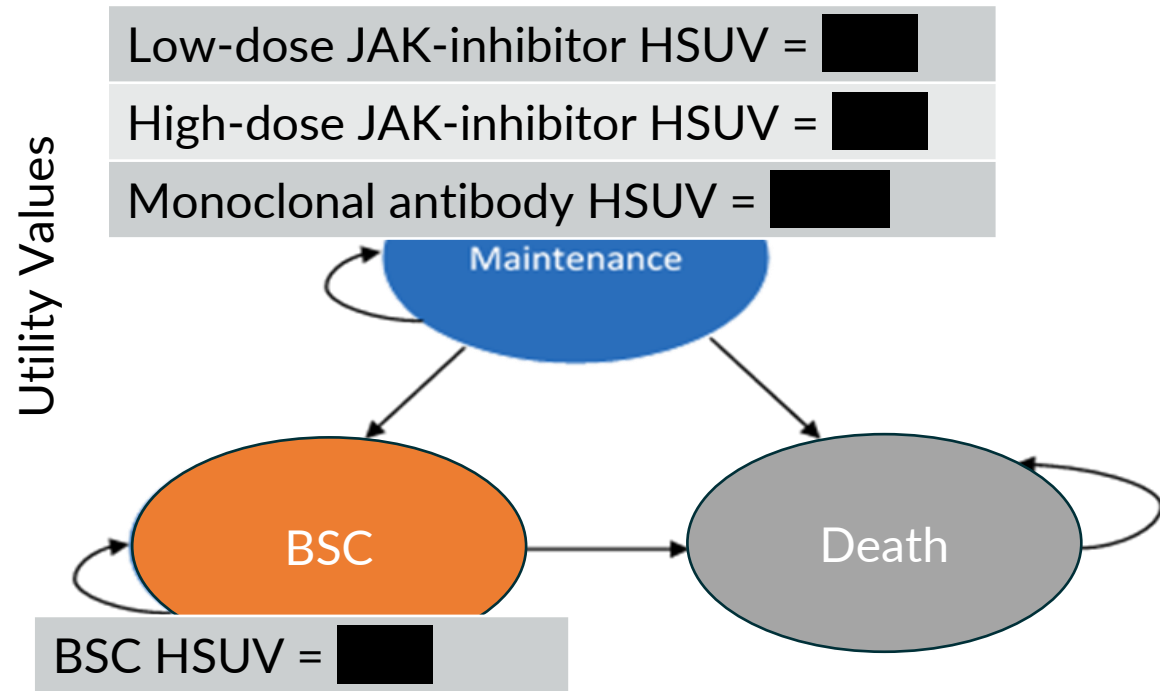 Low-dose JAK-inhibitor HSUV =
High-dose JAK-inhibitor HSUV =
Monoclonal antibody HSUV =
Utility Values
Maintenance
BSC
Death
BSC HSUV =